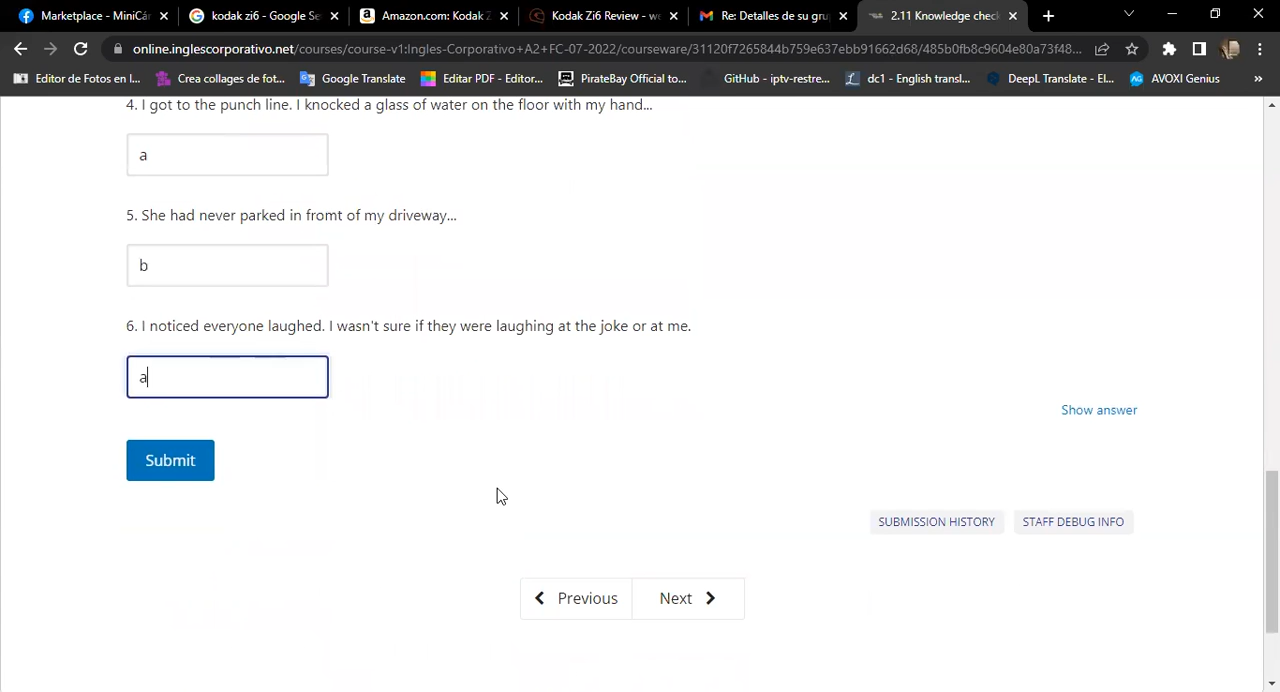 Marketplace - MiniCár
kodak zi6 - Google Se
Amazon.com: Kodak Z
Kodak Zi6 Review - we
Re: Detalles de su gru
2.11 Knowledge check
online.inglescorporativo.net/courses/course-v1:Ingles-Corporativo+A2+FC-07-2022/courseware/31120f7265844b759e637ebb91662d68/485b0fb8c9604e80a73f48...
Editor de Fotos en l...
Crea collages de fot...
Google Translate
Editar PDF - Editor...
PirateBay Official to...
GitHub - iptv-restre...
dc1 - English transl...
DeepL Translate - El...
AVOXI Genius
»
4. I got to the punch line. I knocked a glass of water on the floor with my hand...
a
5. She had never parked in fromt of my driveway...
b
6. I noticed everyone laughed. I wasn't sure if they were laughing at the joke or at me.
a
Show answer
Submit
SUBMISSION HISTORY
STAFF DEBUG INFO
Previous
Next